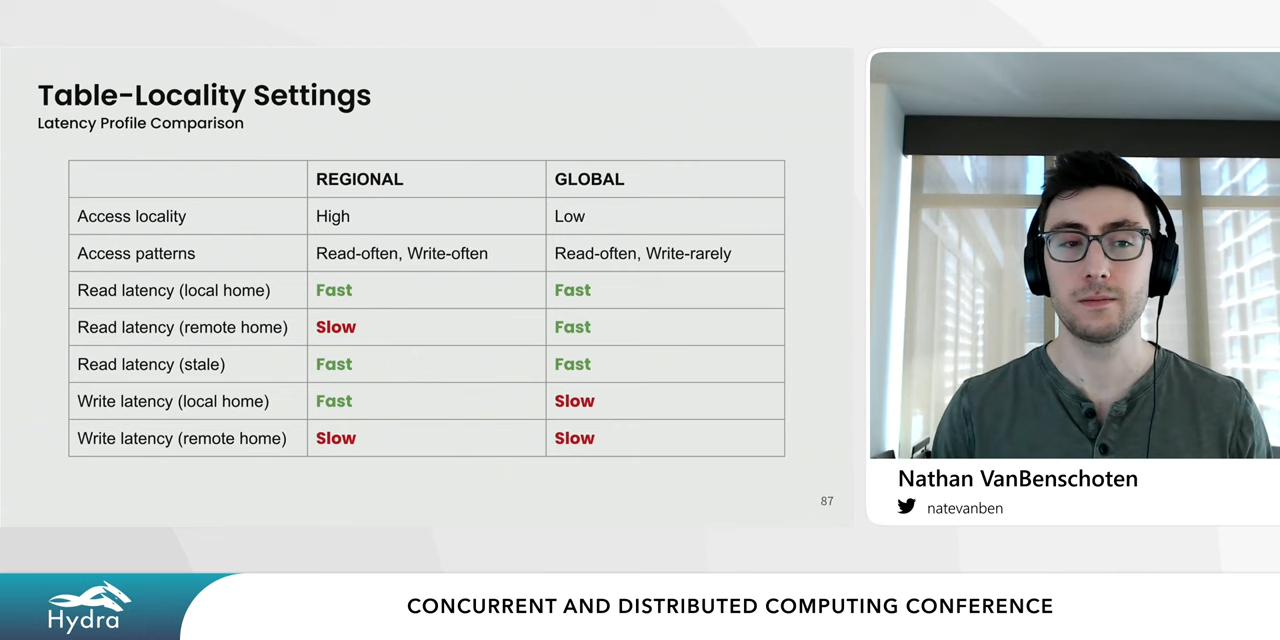 Table-Locality Settings
Latency Profile Comparison
REGIONAL GLOBAL
Access locality High Low
Access patterns Read-often, Write-often Read-often, Write-rarely
Read latency (local home) Fast Fast
Read latency (remote home) Slow Fast
Read latency (stale) Fast Fast
Write latency (local home) Fast Slow
Write latency (remote home) Slow Slow
87
Nathan VanBenschoten
natevanben
Hydra
CONCURRENT AND DISTRIBUTED COMPUTING CONFERENCE